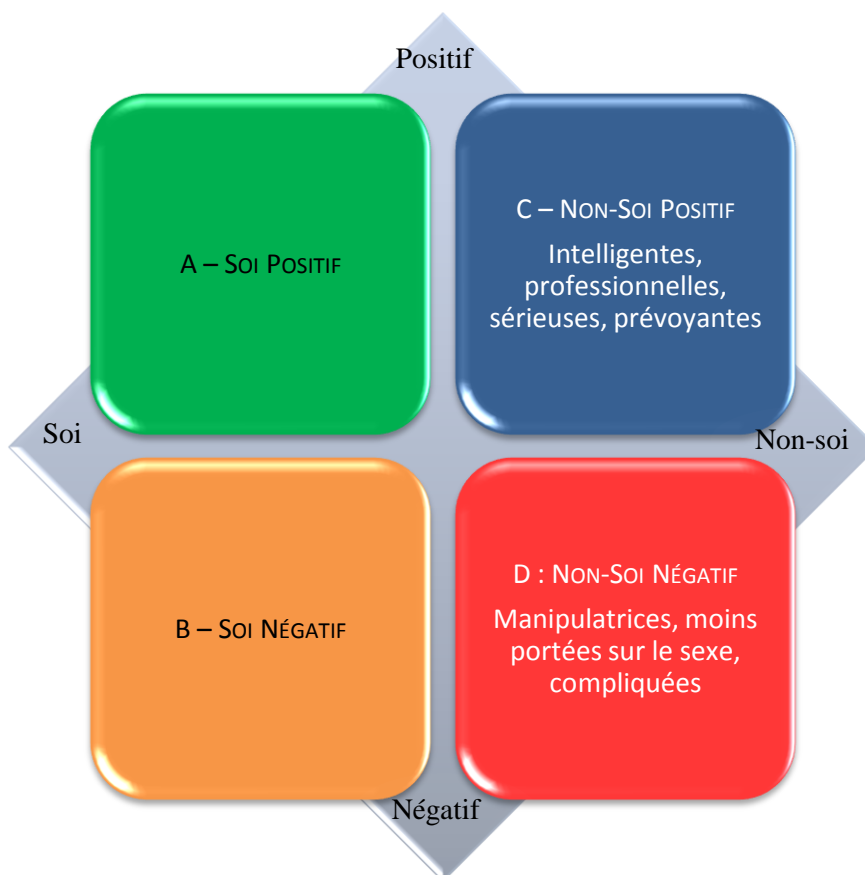 Positif
A – Soi Positif
C – Non-Soi Positif
Intelligentes,
professionnelles,
sérieuses, prévoyantes
Soi
Non-soi
B – Soi Négatif
D : Non-Soi Négatif
Manipulatrices, moins
portées sur le sexe,
compliquées
Négatif